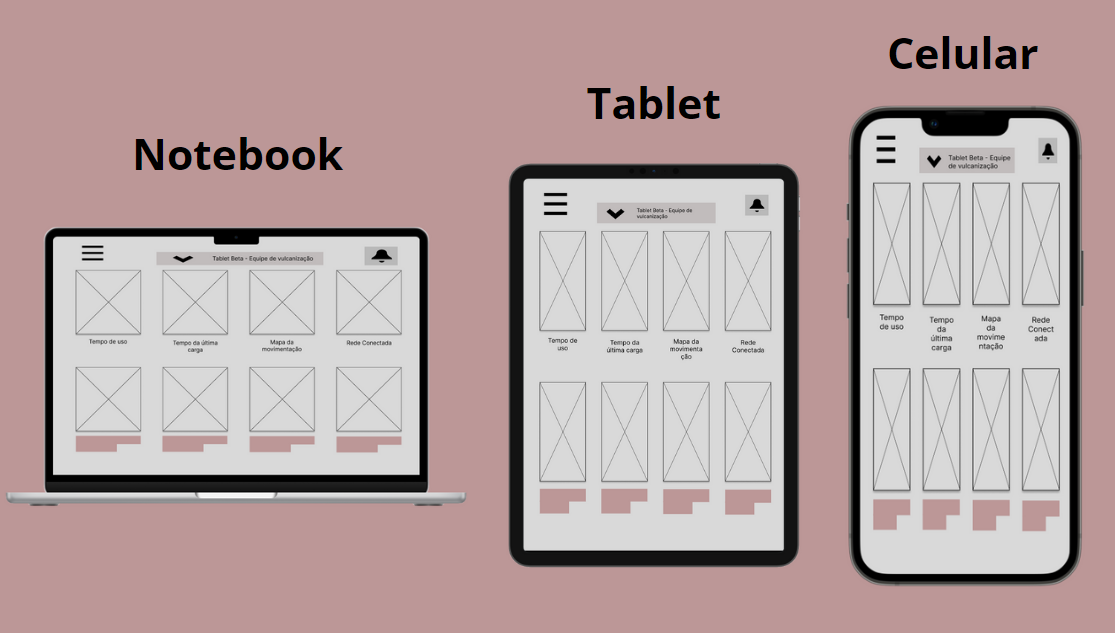 Notebook
Tablet Beta - Equipe de vulcanização
Tempo de uso
Tempo da última
carga
Mapa da
movimentação
Rede Conectada
Tablet
Tablet Beta - Equipe de
vulcanização
Tempo de
uso
Tempo da
última carga
Mapa da
movimenta
ção
Rede
Conectada
Celular
Tablet Beta - Equipe
de vulcanização
Tempo
de uso
Tempo
da
última
carga
Mapa
da
movime
ntação
Rede
Conect
ada